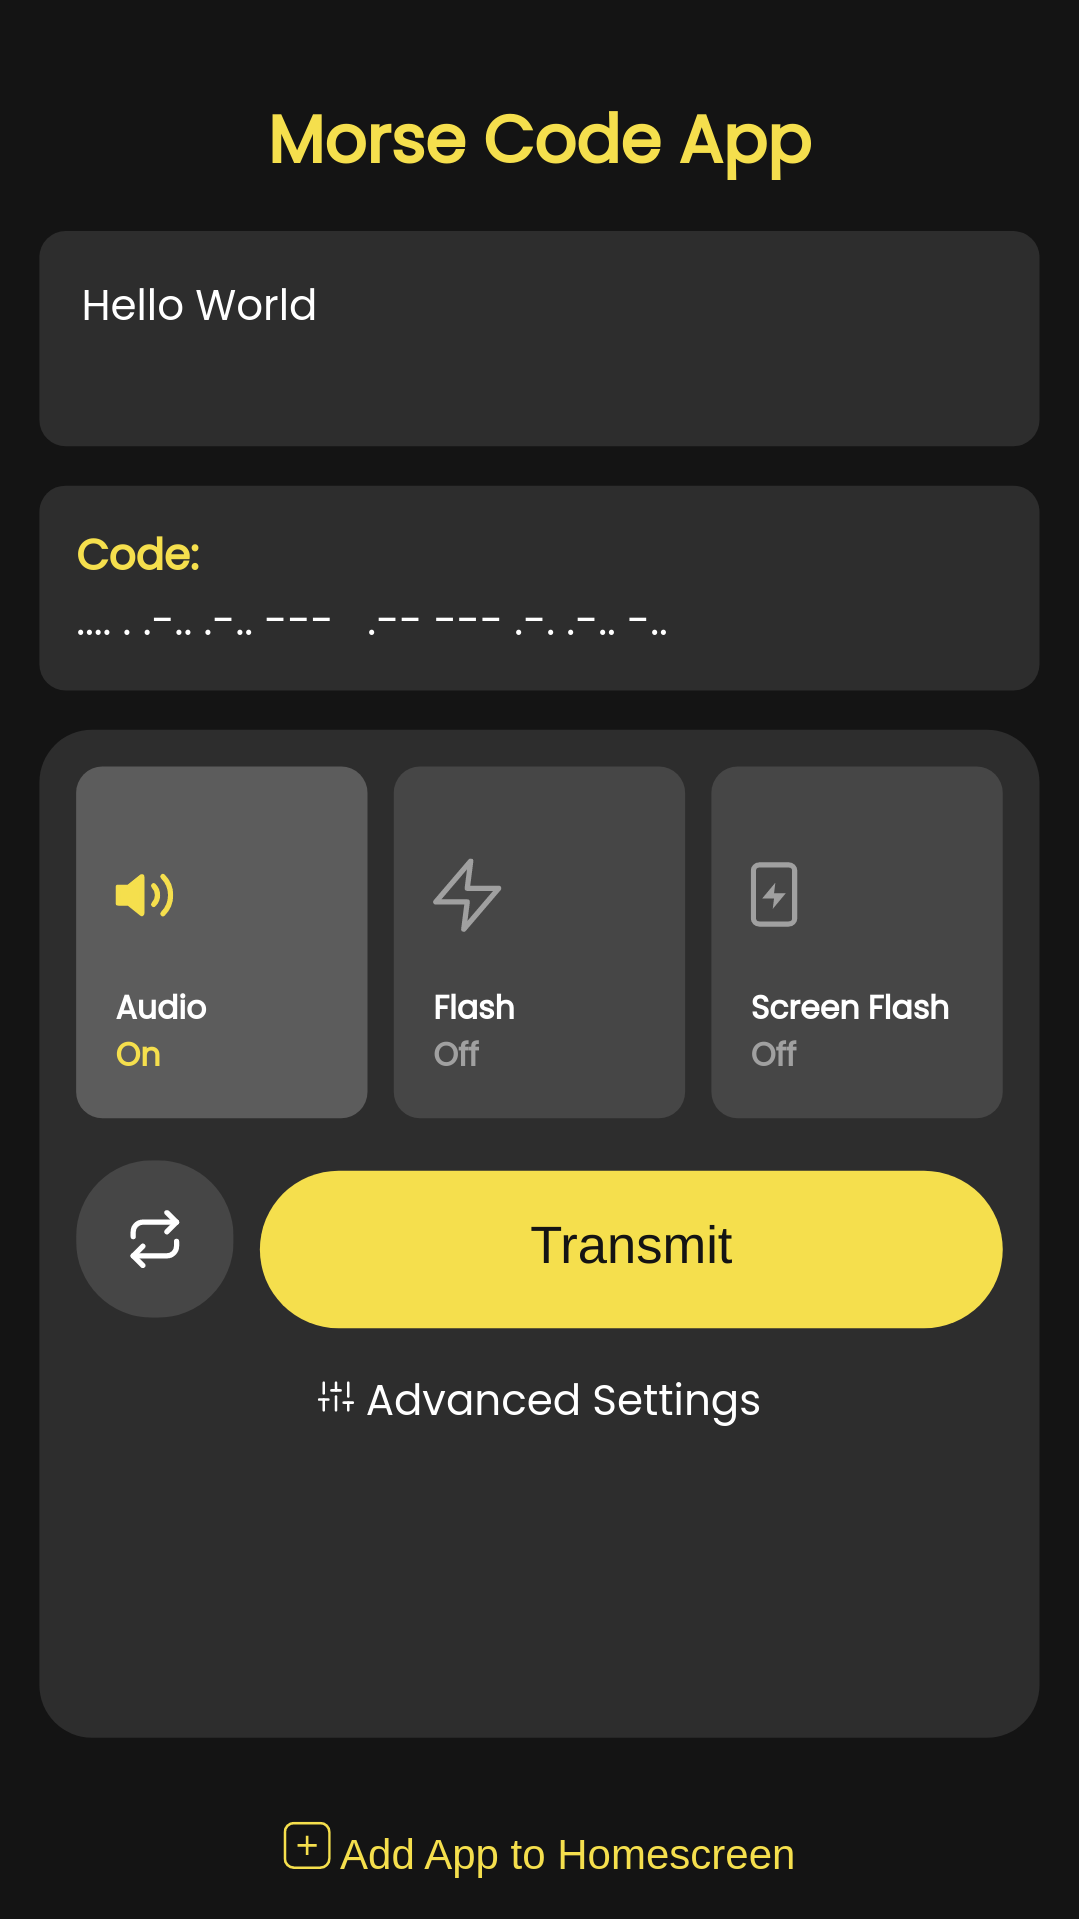 Morse Code App
Hello World
Code:
.... . .-.. .-.. ---   .-- --- .-. .-.. -..
Audio
On
Flash
Off
Screen Flash
Off
Transmit
Advanced Settings
Add App to Homescreen